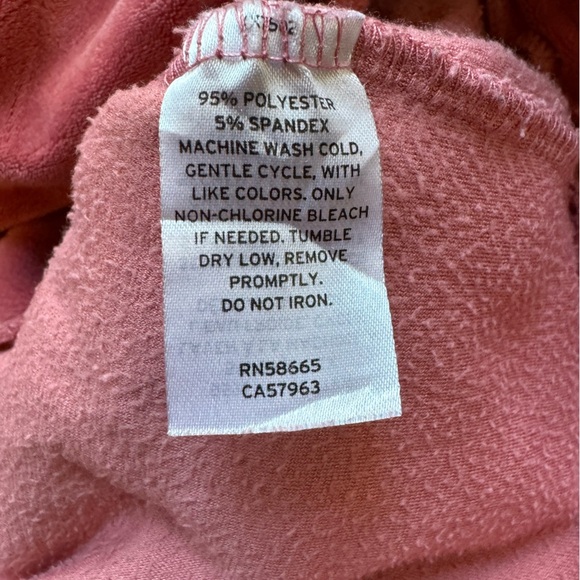 95% POLYESTER
5% SPANDEX
MACHINE WASH COLD,
GENTLE CYCLE, WITH
LIKE COLORS. ONLY
NON-CHLORINE BLEACH
IF NEEDED. TUMBLE
DRY LOW, REMOVE
PROMPTLY.
DO NOT IRON.
RN58665
CA57963